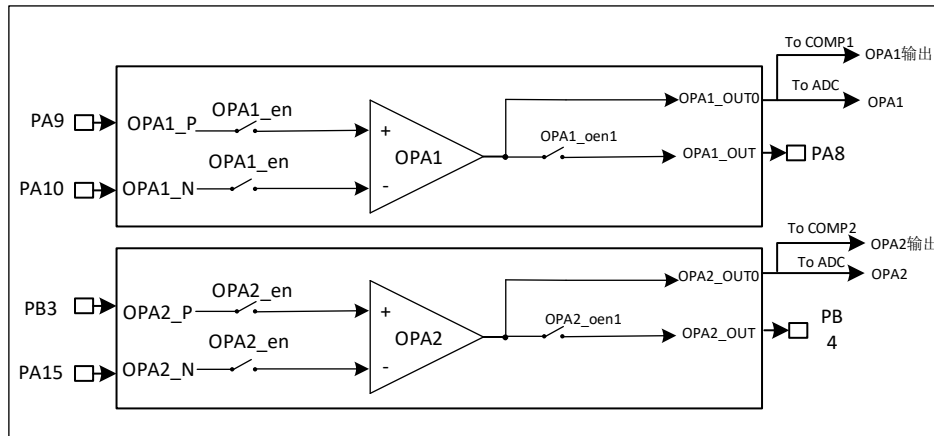 To COMP1
OPA1输出
To ADC
OPA1
PA9
OPA1_P
OPA1_en
+
OPA1
-
OPA1_OUT0
OPA1_oen1
OPA1_OUT
PA8
PA10
OPA1_N
OPA1_en
To COMP2
OPA2输出
To ADC
OPA2
PB3
OPA2_P
OPA2_en
+
OPA2
-
OPA2_OUT0
OPA2_oen1
OPA2_OUT
PB
4
PA15
OPA2_N
OPA2_en